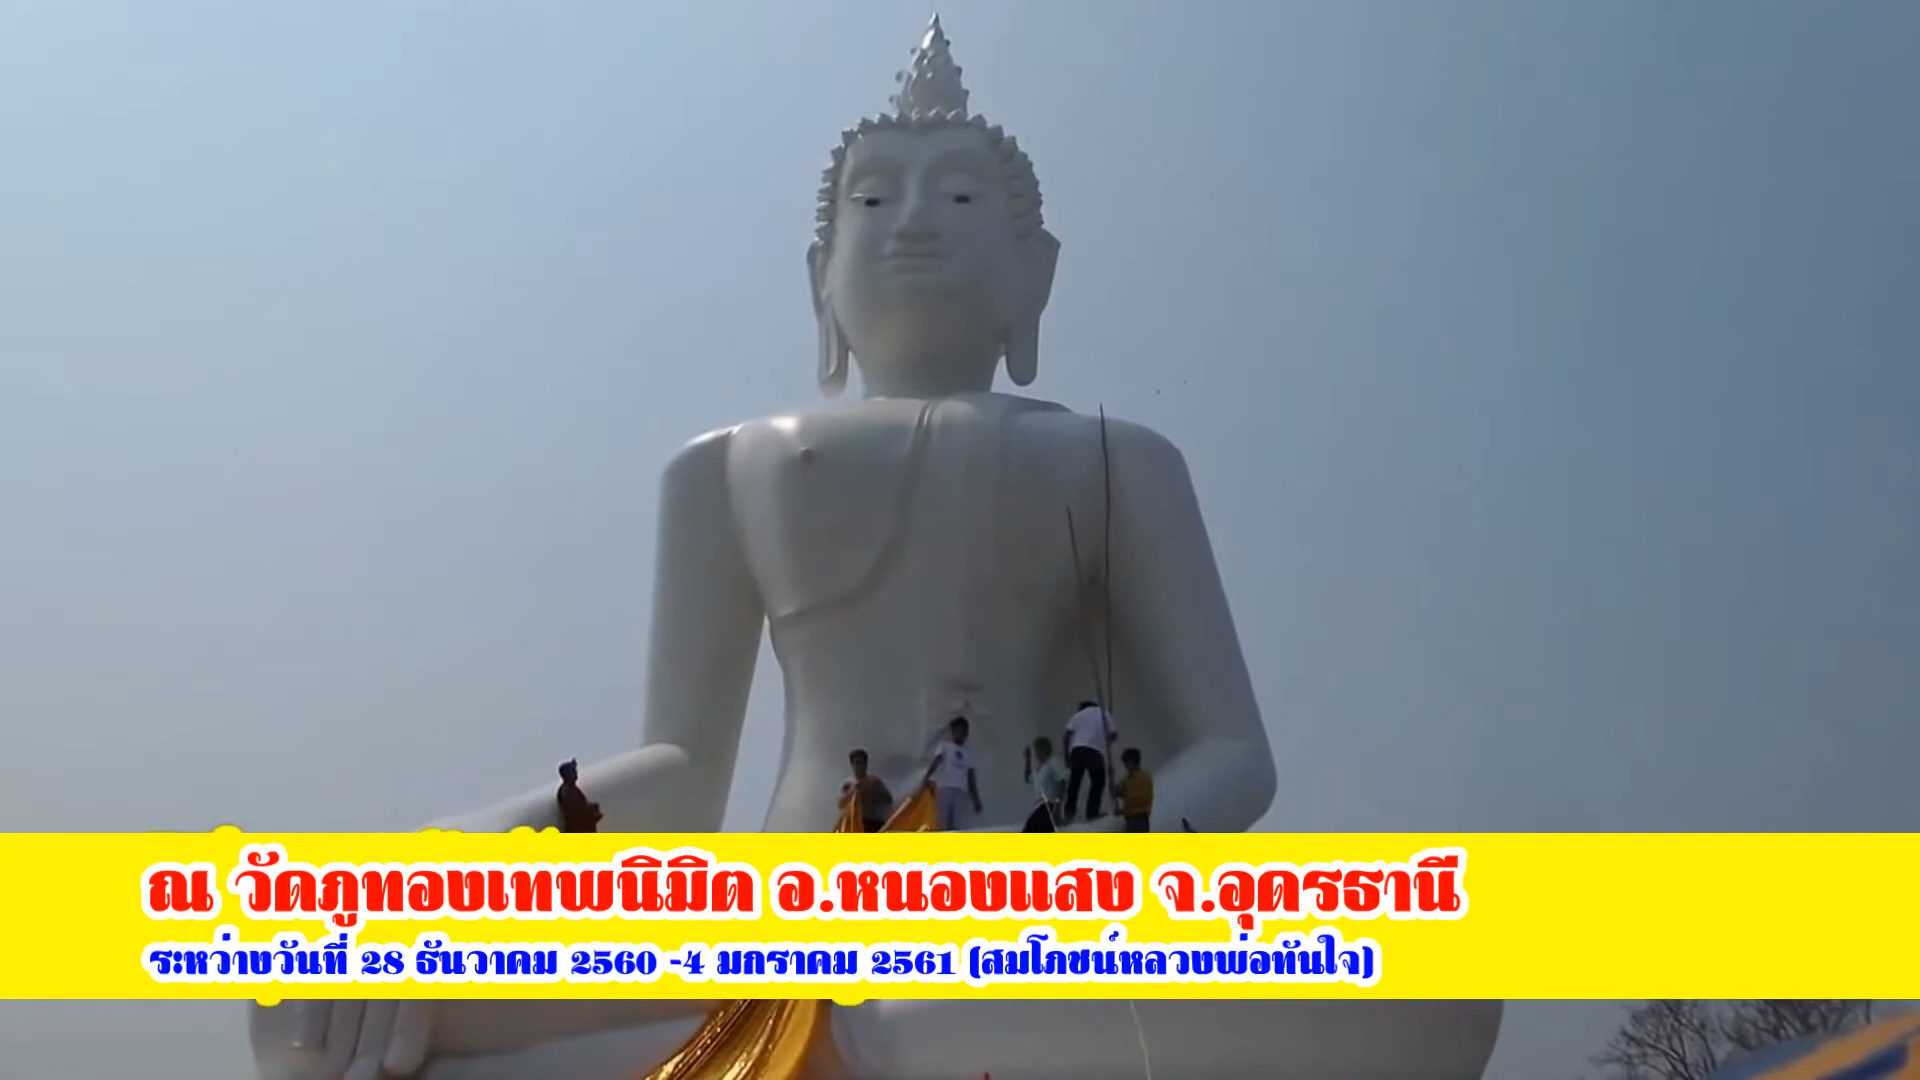 ณ วัดภูทองเทพนิมิต อ.หนองแสง จ.อุดรธานี
ระหว่างวันที่ 28 ธันวาคม 2560 -4 มกราคม 2561 (สมโภชน์หลวงพ่อทันใจ)